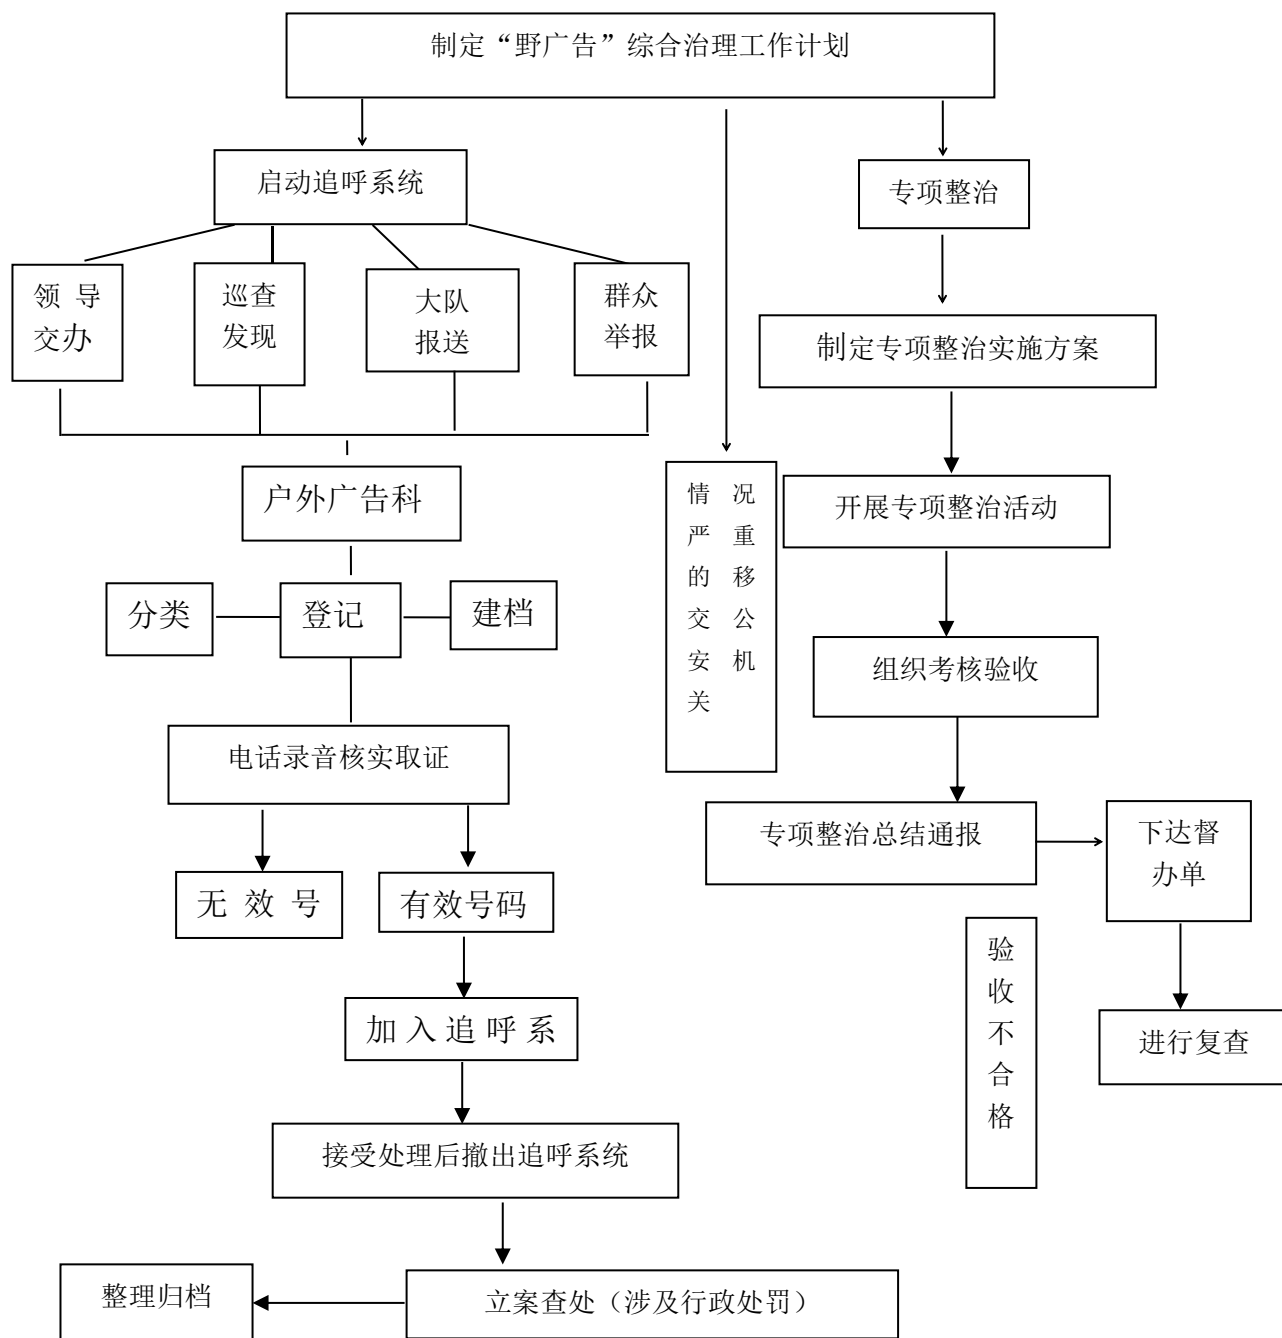 制定“野广告”综合治理工作计划
启动追呼系统
专项整治
领 导
交办
巡查
发现
大队
报送
群众
举报
制定专项整治实施方案
户外广告科
情 况
严 重
的 移
交 公
安 机
关
开展专项整治活动
分类
登记
建档
组织考核验收
电话录音核实取证
专项整治总结通报
下达督
办单
无 效 号
有效号码
验
收
不
合
格
加 入 追 呼 系
进行复查
接受处理后撤出追呼系统
整理归档
立案查处（涉及行政处罚）